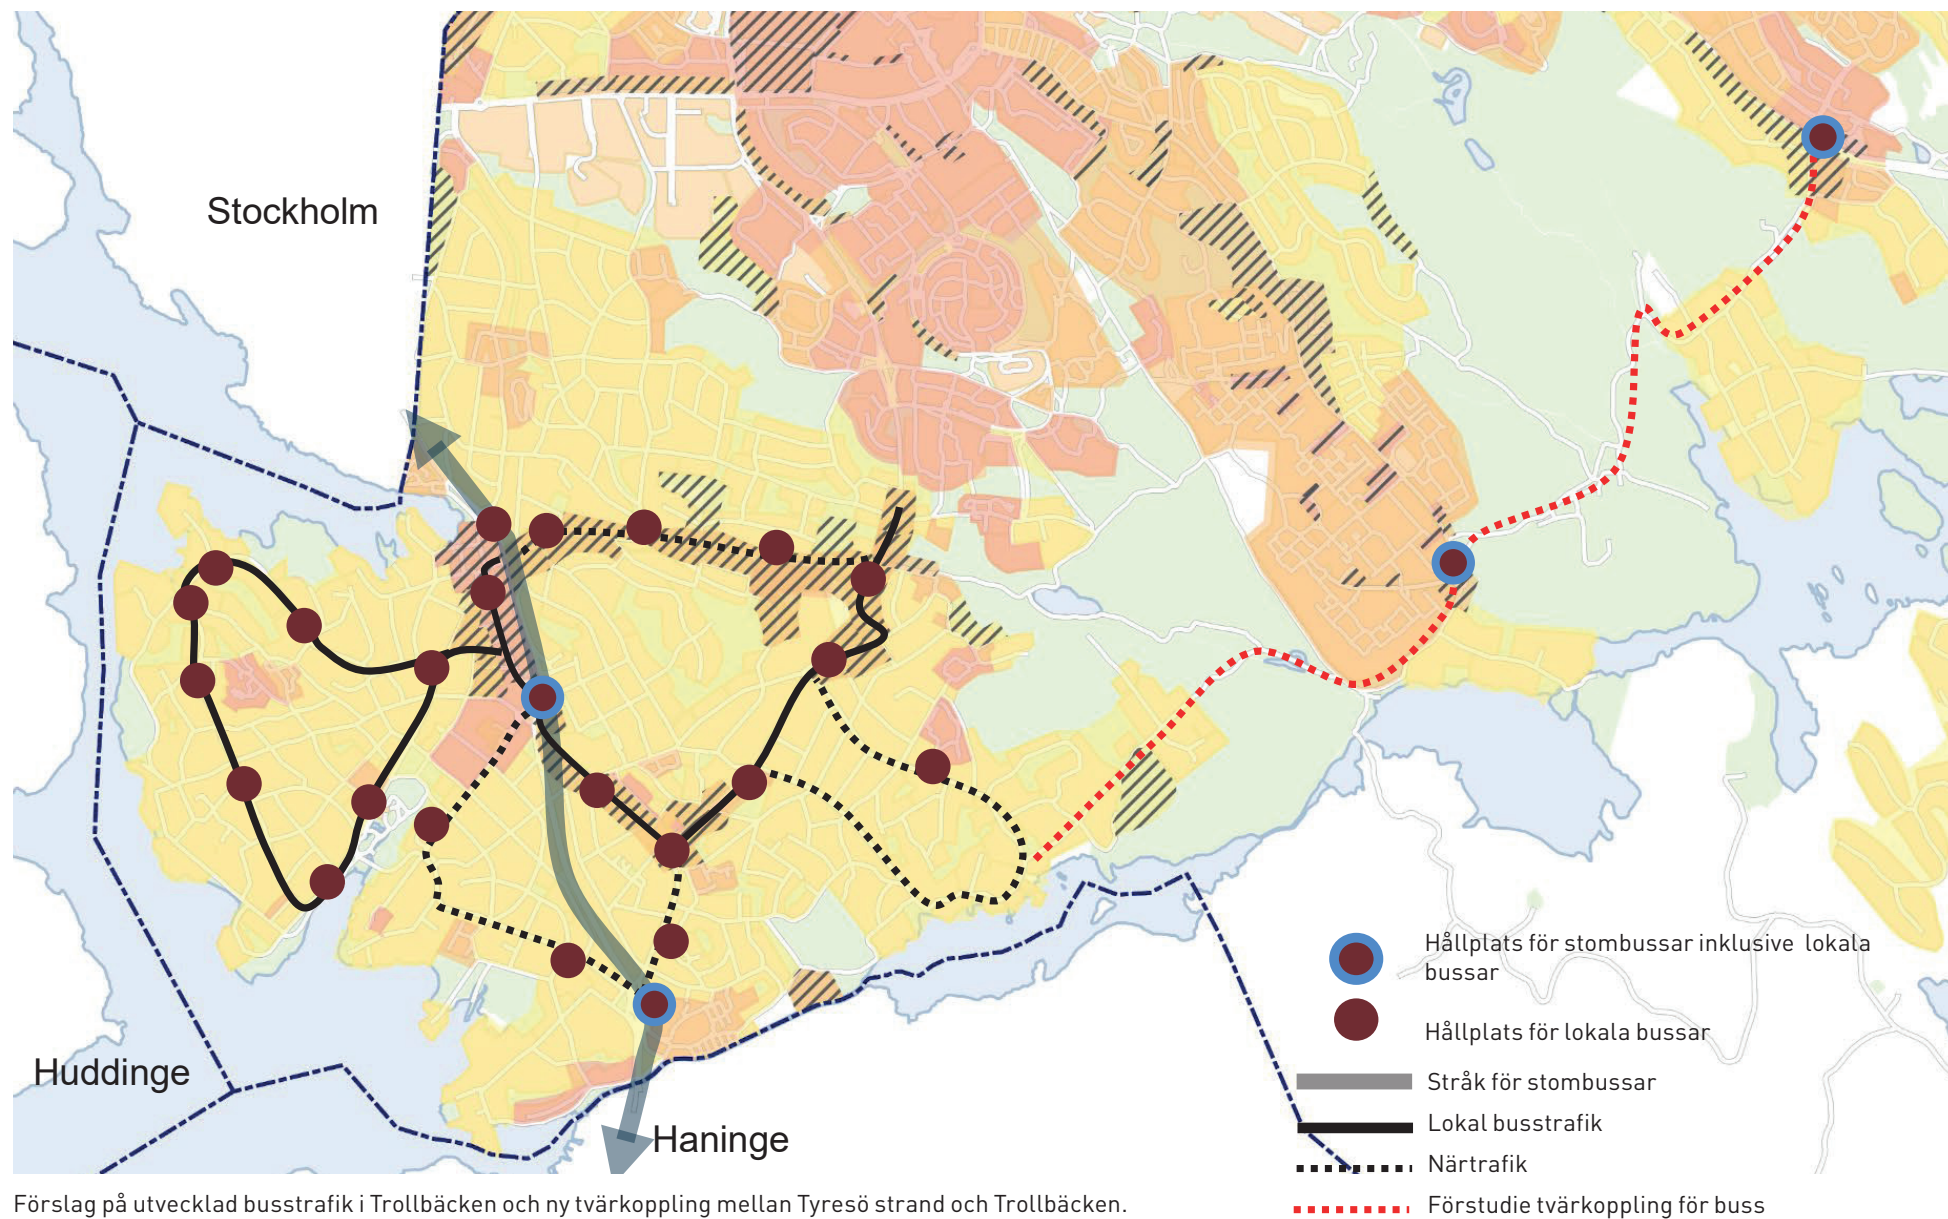 Stockholm
Huddinge
Haninge
Hållplats för stombussar inklusive lokala
bussar
Hållplats för lokala bussar
Stråk för stombussar
Lokal busstrafik
Närtrafik
Förstudie tvärkoppling för buss
Förslag på utvecklad busstrafik i Trollbäcken och ny tvärkoppling mellan Tyresö strand och Trollbäcken.